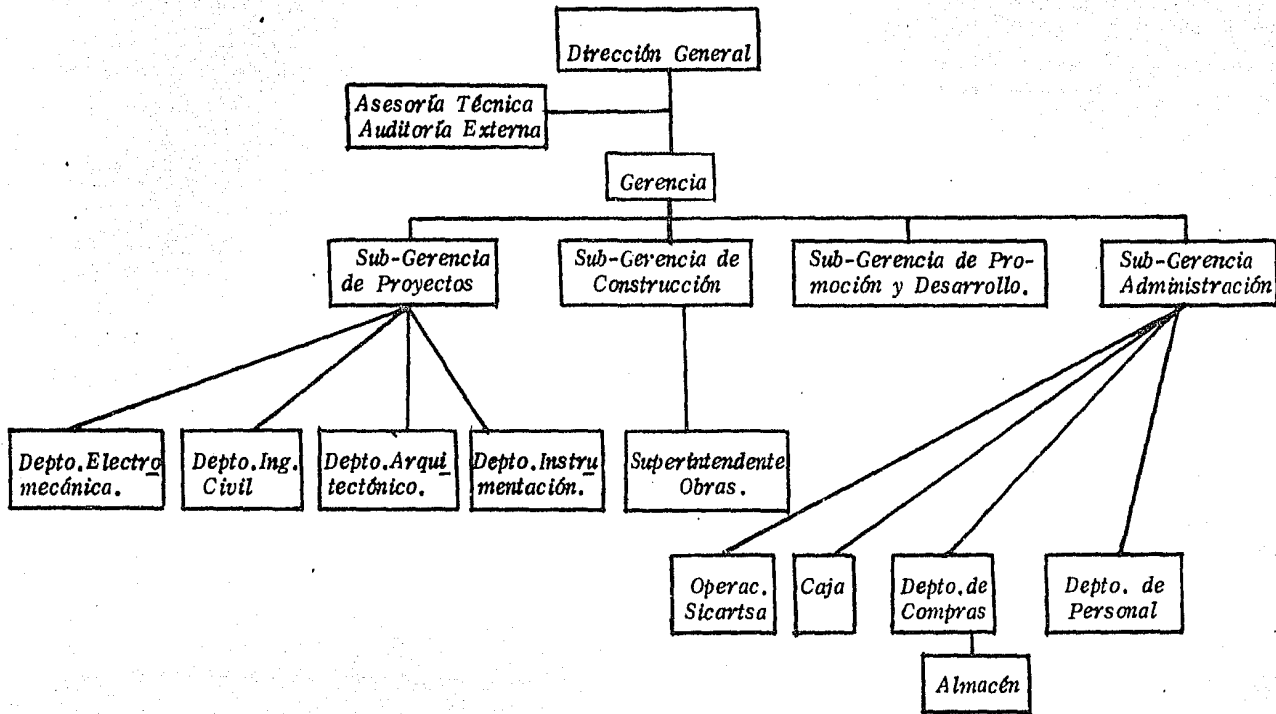 Dirección General
Asesoría Técnica
Auditoría Externa
Gerencia
Sub-Gerencia
de Proyectos
Sub-Gerencia de
Construcción
Sub-Gerencia de Pro-
moción y Desarrollo.
Sub-Gerencia
Administración
Depto.Electro
mecánica.
Depto.Ing.
Civil
Depto.Arqui
tectónico.
Depto.Instru
mentación.
Superintendente
Obras.
Operac.
Sicartsa
Caja
Depto.de
Compras
Depto. de
Personal
Almacén